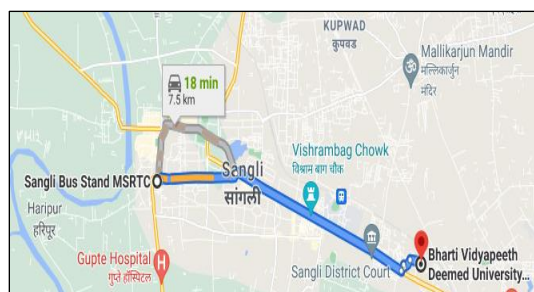 KUPWAD
कुपवड
Mallikarjun Mandir
मल्लिकार्जुन
मंदिर
18 min
7.5 km
Vishrambag Chowk
विश्राम बाग चौक
Sangli
सांगली
Sangli Bus Stand MSRTC
Haripur
हरिपूर
Gupte Hospital
गुप्ते हॉस्पिटल
Sangli District Court
Bharti Vidyapeeth
Deemed University...